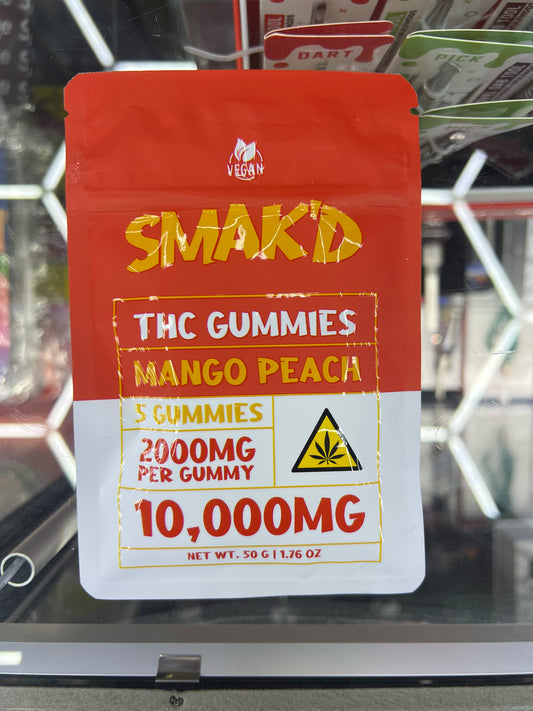 DART
PICK
TOOL
VEGAN
SMAK'D
THC GUMMIES
MANGO PEACH
5 GUMMIES
2000MG
PER GUMMY
10,000MG
NET WT. 50 G | 1.76 OZ